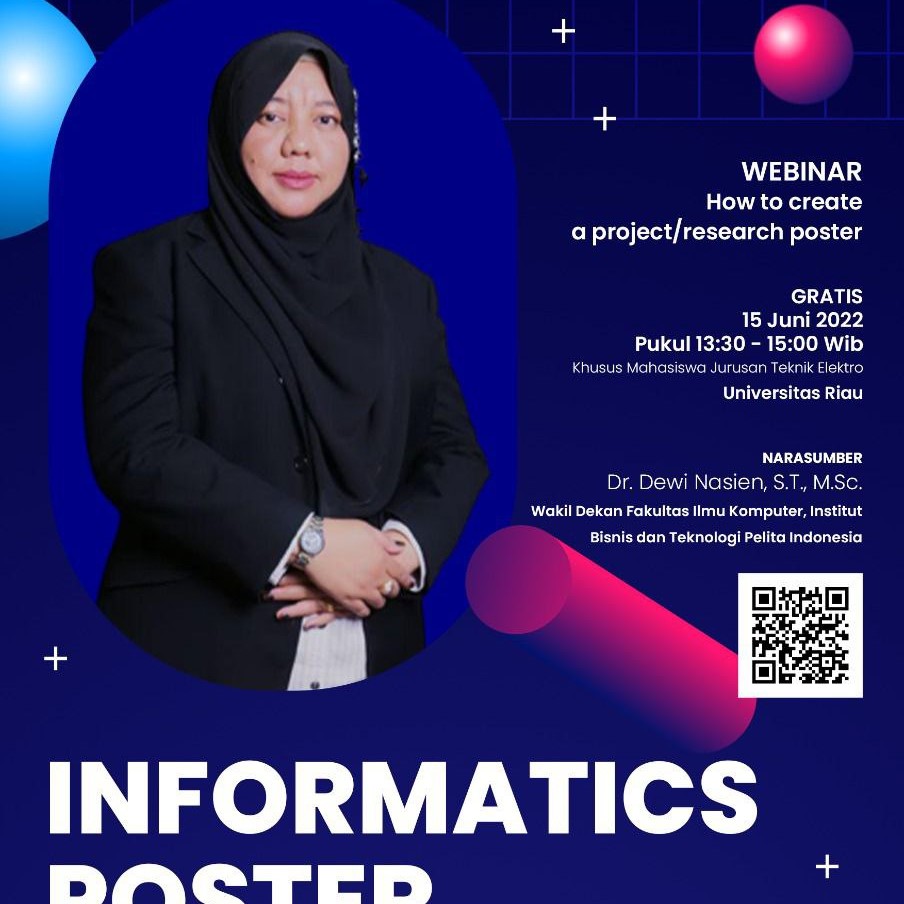 WEBINAR
How to create
a project/research poster
GRATIS
15 Juni 2022
Pukul 13:30 - 15:00 Wib
Khusus Mahasiswa Jurusan Teknik Elektro
Universitas Riau
NARASUMBER
Dr. Dewi Nasien, S.T., M.Sc.
Wakil Dekan Fakultas Ilmu Komputer, Institut
Bisnis dan Teknologi Pelita Indonesia
INFORMATICS
POSTER